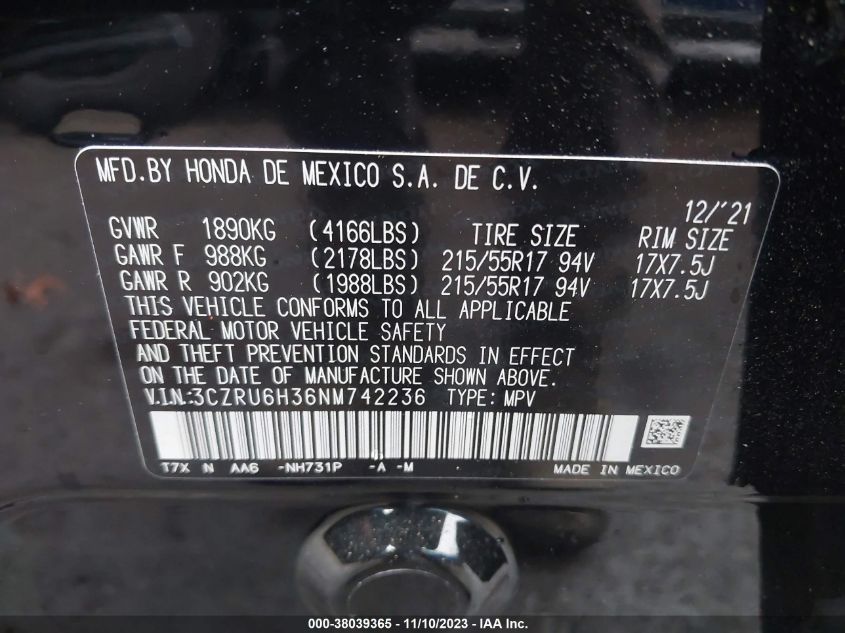 MFD.BY HONDA DE MEXICO S.A. DE C.V.
12/'21
GVWR 1890KG (4166LBS) TIRE SIZE RIM SIZE
GAWR F 988KG (2178LBS) 215/55R17 94V 17X7.5J
GAWR R 902KG (1988LBS) 215/55R17 94V 17X7.5J
THIS VEHICLE CONFORMS TO ALL APPLICABLE
FEDERAL MOTOR VEHICLE SAFETY
AND THEFT PREVENTION STANDARDS IN EFFECT
ON THE DATE OF MANUFACTURE SHOWN ABOVE.
V.I.N.:3CZRU6H36NM742236 TYPE: MPV
T7X N AA6 -NH731P -A -M MADE IN MEXICO
000-38039365 - 11/10/2023 - IAA Inc.